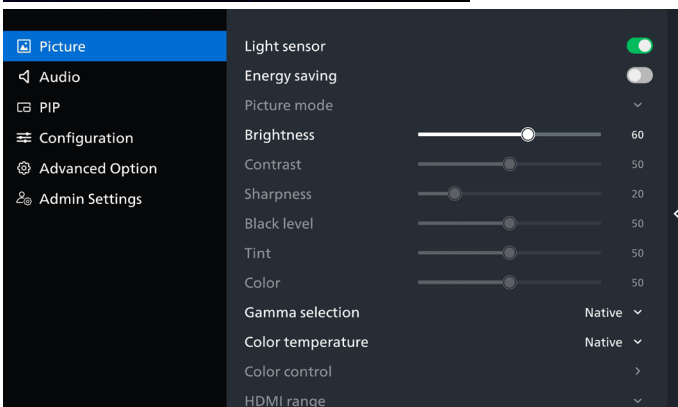 Picture
Audio
PIP
Configuration
Advanced Option
Admin Settings
Light sensor
Energy saving
Picture mode
Brightness 60
Contrast 50
Sharpness 20
Black level 50
Tint 50
Color 50
Gamma selection Native
Color temperature Native
Color control
HDMI range